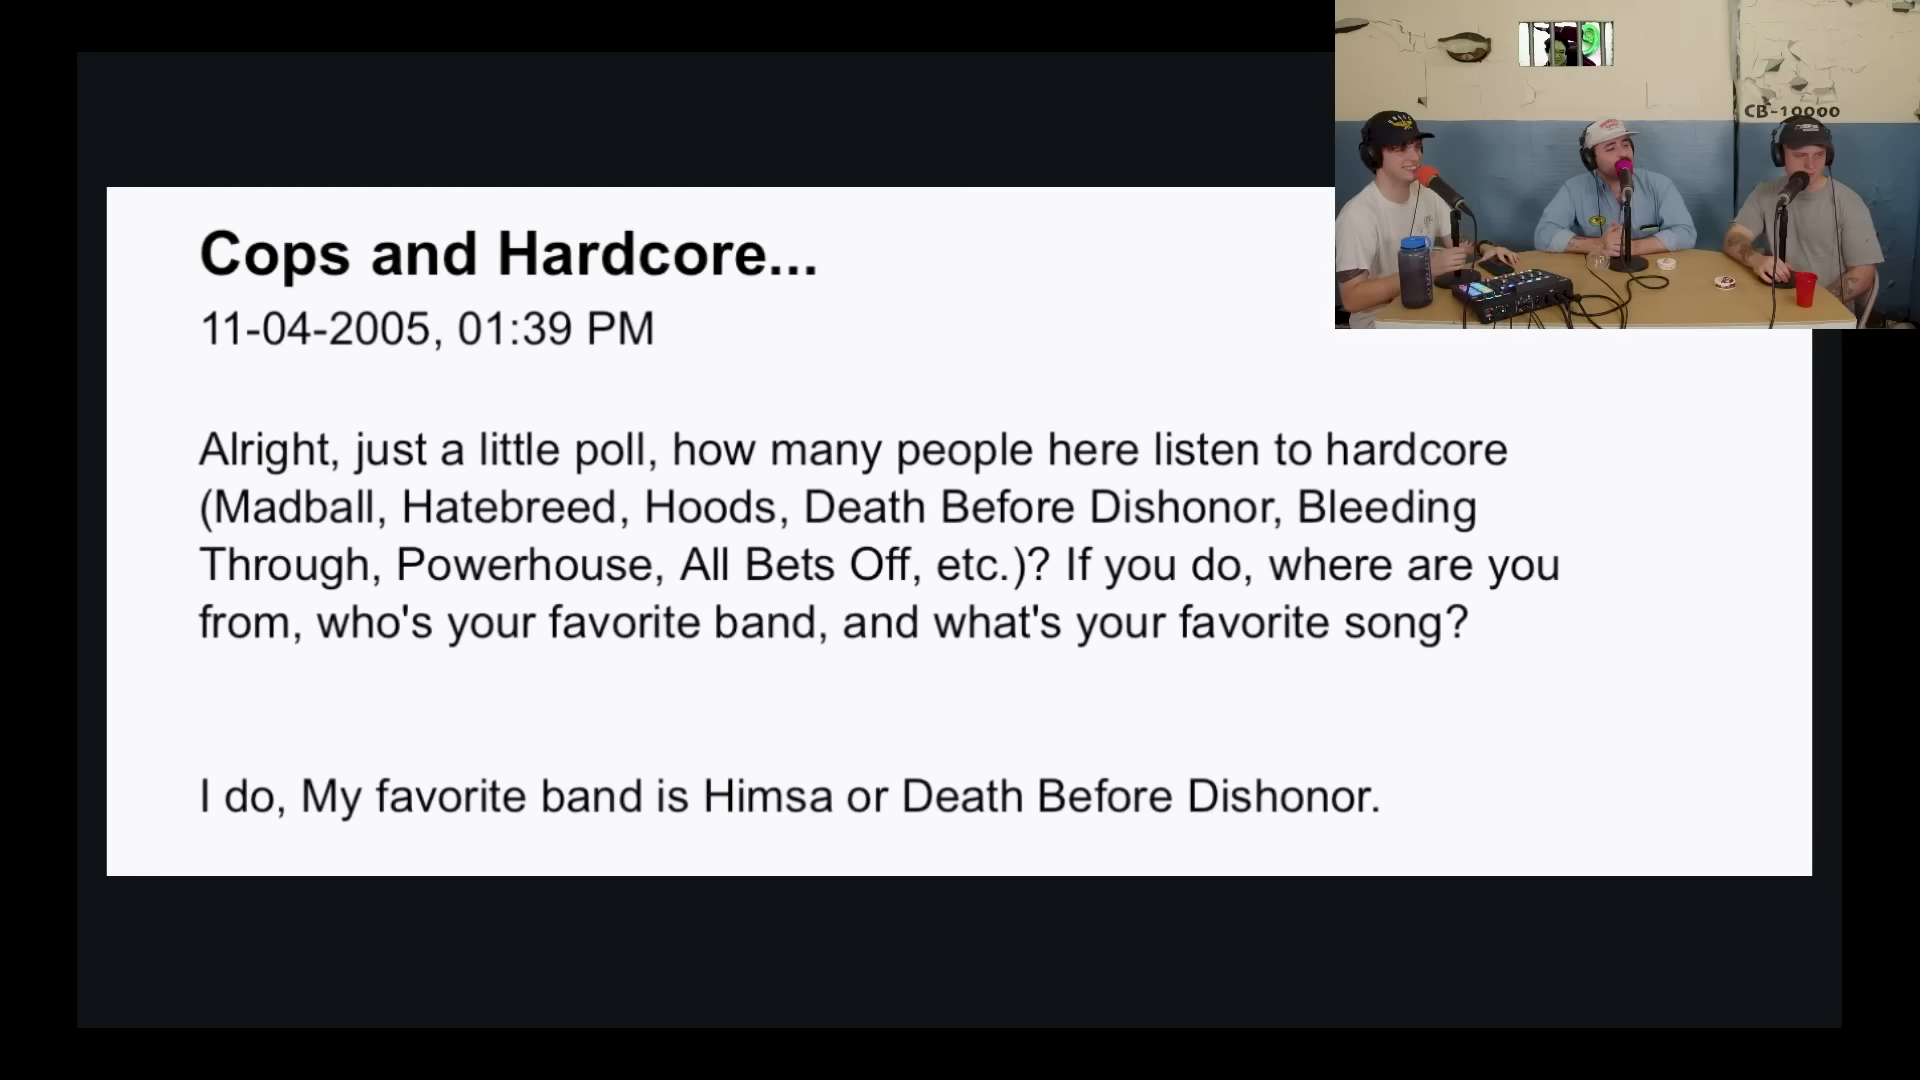 Cops and Hardcore...
11-04-2005, 01:39 PM
Alright, just a little poll, how many people here listen to hardcore
(Madball, Hatebreed, Hoods, Death Before Dishonor, Bleeding
Through, Powerhouse, All Bets Off, etc.)? If you do, where are you
from, who's your favorite band, and what's your favorite song?
I do, My favorite band is Himsa or Death Before Dishonor.
CB-10000